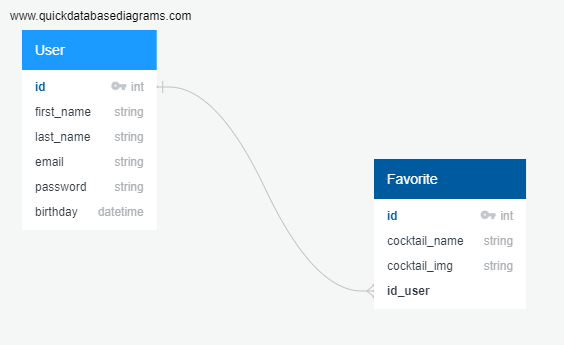 www.quickdatabasediagrams.com
User
id int
first_name string
last_name string
email string
password string
birthday datetime
Favorite
id int
cocktail_name string
cocktail_img string
id_user